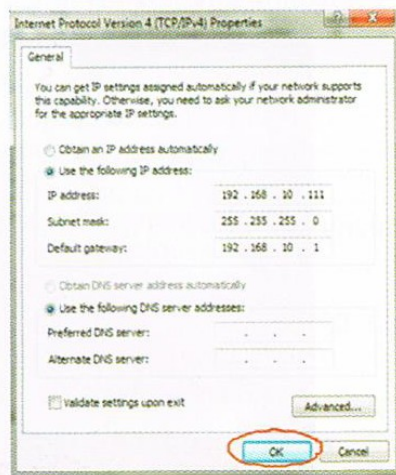 Internet Protocol Version 4 (TCP/IPv4) Properties
General
You can get IP settings assigned automatically if your network supports
this capability. Otherwise, you need to ask your network administrator
for the appropriate IP settings.
Obtain an IP address automatically
Use the following IP address:
IP address: 192 . 168 . 10 . 111
Subnet mask: 255 . 255 . 255 . 0
Default gateway: 192 . 168 . 10 . 1
Obtain DNS server address automatically
Use the following DNS server addresses:
Preferred DNS server: . . .
Alternate DNS server: . . .
Validate settings upon exit
Advanced...
OK Cancel